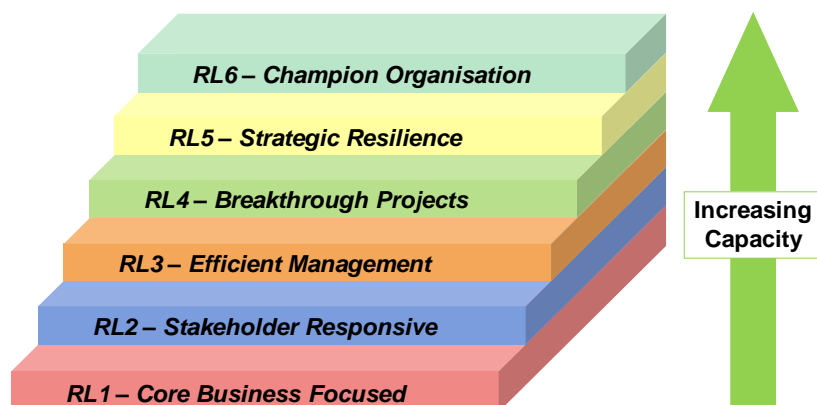 RL6 – Champion Organisation
RL5 – Strategic Resilience
RL4 – Breakthrough Projects
RL3 – Efficient Management
RL2 – Stakeholder Responsive
RL1 – Core Business Focused
Increasing
Capacity